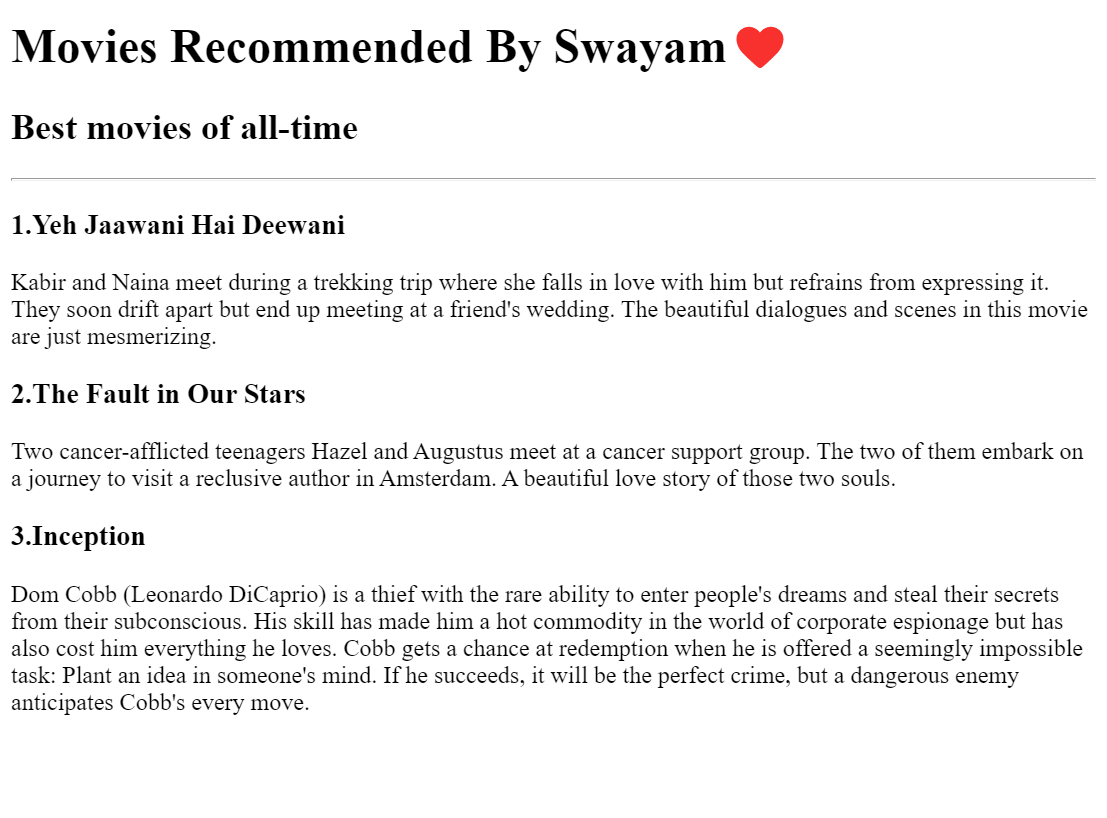 Movies Recommended By Swayam ❤️
Best movies of all-time
1.Yeh Jaawani Hai Deewani
Kabir and Naina meet during a trekking trip where she falls in love with him but refrains from expressing it.
They soon drift apart but end up meeting at a friend's wedding. The beautiful dialogues and scenes in this movie
are just mesmerizing.
2.The Fault in Our Stars
Two cancer-afflicted teenagers Hazel and Augustus meet at a cancer support group. The two of them embark on
a journey to visit a reclusive author in Amsterdam. A beautiful love story of those two souls.
3.Inception
Dom Cobb (Leonardo DiCaprio) is a thief with the rare ability to enter people's dreams and steal their secrets
from their subconscious. His skill has made him a hot commodity in the world of corporate espionage but has
also cost him everything he loves. Cobb gets a chance at redemption when he is offered a seemingly impossible
task: Plant an idea in someone's mind. If he succeeds, it will be the perfect crime, but a dangerous enemy
anticipates Cobb's every move.